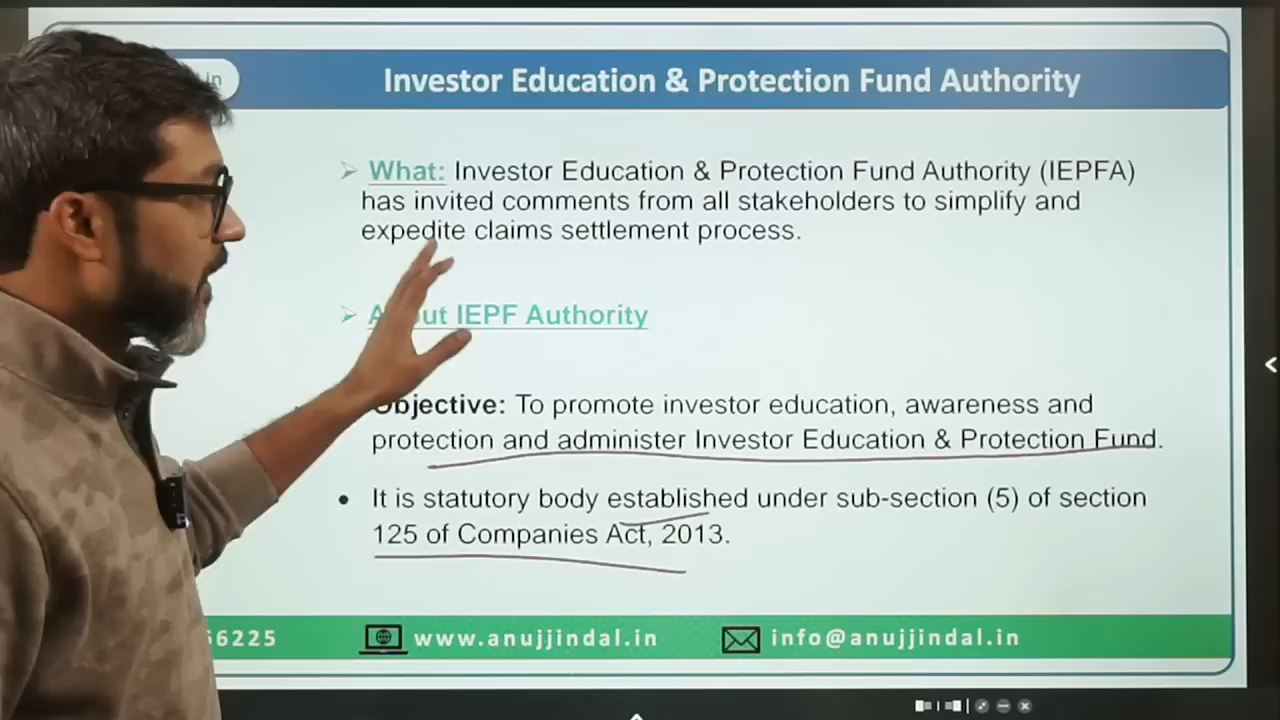 in
Investor Education & Protection Fund Authority
What: Investor Education & Protection Fund Authority (IEPFA)
has invited comments from all stakeholders to simplify and
expedite claims settlement process.
About IEPF Authority
Objective: To promote investor education, awareness and
protection and administer Investor Education & Protection Fund.
• It is statutory body established under sub-section (5) of section
125 of Companies Act, 2013.
66225 www.anujjindal.in info@anujjindal.in